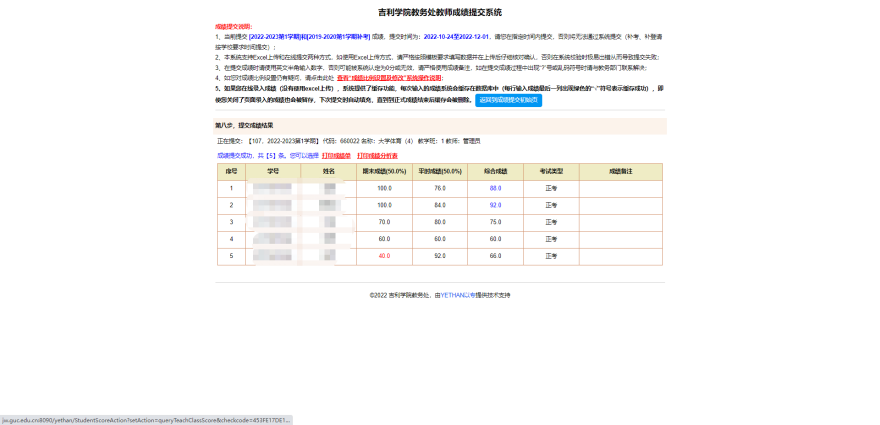 吉利学院教务处教师成绩提交系统
成绩提交说明:
1、当前提交 [2022-2023第1学期]和[2019-2020第1学期补考] 成绩，提交时间为：2022-10-24至2022-12-01，请您在指定时间内提交，否则将无法通过系统提交（补考、补登请
按学校要求时间提交）；
2、本系统支持Excel上传和在线提交两种方式，如使用Excel上传方式，请严格按照模板要求填写数据并在上传后仔细核对确认，否则在系统校验时极易出错从而导致提交失败；
3、在提交成绩时请使用英文半角输入数字，否则可能被系统认定为0分或无效，请严格使用成绩备注，如在提交成绩过程中出现“?”号或乱码符号时请与教务部门联系解决；
4、如您对成绩比例设置仍有疑问，请点击此处 查看"成绩比例设置及修改"系统操作说明；
5、如果您在线录入成绩（没有使用excel上传），系统提供了缓存功能，每次输入的成绩系统会缓存在数据库中（每行输入成绩最后一列出现绿色的"√"符号表示缓存成功），即
使您关闭了页面录入的成绩也会被暂存，下次提交时自动填充，直到到正式成绩结束后缓存会被删除。 返回到成绩提交初始页
第八步，提交成绩结果
正在提交：【107，2022-2023第1学期】 代码：660022 名称：大学体育（4） 教学班：1 教师：管理员
成绩提交成功，共【5】条。您可以选择 打印成绩单 打印成绩分析表
序号 学号 姓名 期末成绩(50.0%) 平时成绩(50.0%) 综合成绩 考试类型 成绩备注
1 100.0 76.0 88.0 正考
2 100.0 84.0 92.0 正考
3 70.0 80.0 75.0 正考
4 60.0 60.0 60.0 正考
5 40.0 92.0 66.0 正考
©2022 吉利学院教务处，由YETHAN以专提供技术支持
jw.guc.edu.cn:8090/yethan/StudentScoreAction?setAction=queryTeachClassScore&checkcode=453FE17DE1...